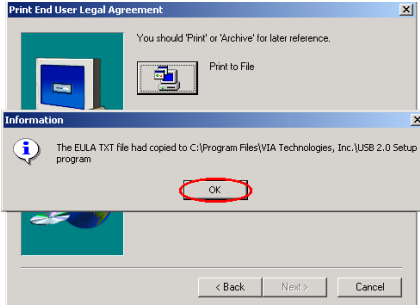 Print End User Legal Agreement
You should 'Print' or 'Archive' for later reference.
Print to File
Information
The EULA TXT file had copied to C:\Program Files\VIA Technologies, Inc.\USB 2.0 Setup
program
OK
< Back Next > Cancel